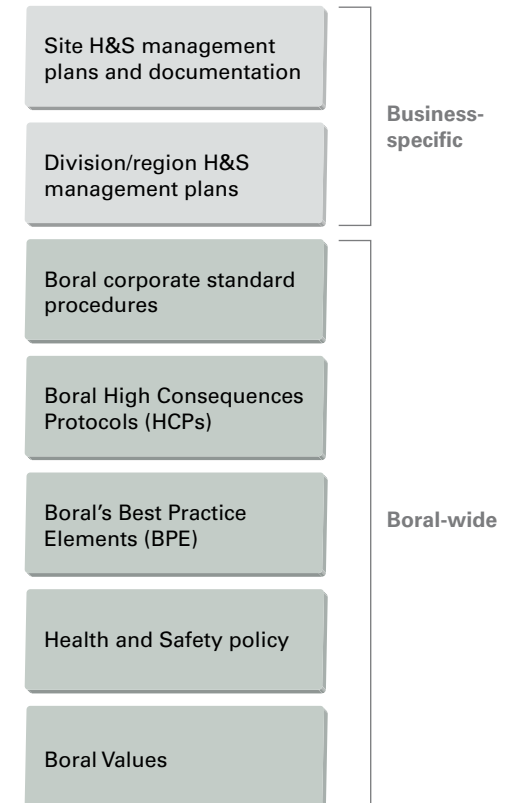 Site H&S management
plans and documentation
Business-
specific
Division/region H&S
management plans
Boral corporate standard
procedures
Boral High Consequences
Protocols (HCPs)
Boral's Best Practice
Elements (BPE)
Boral-wide
Health and Safety policy
Boral Values